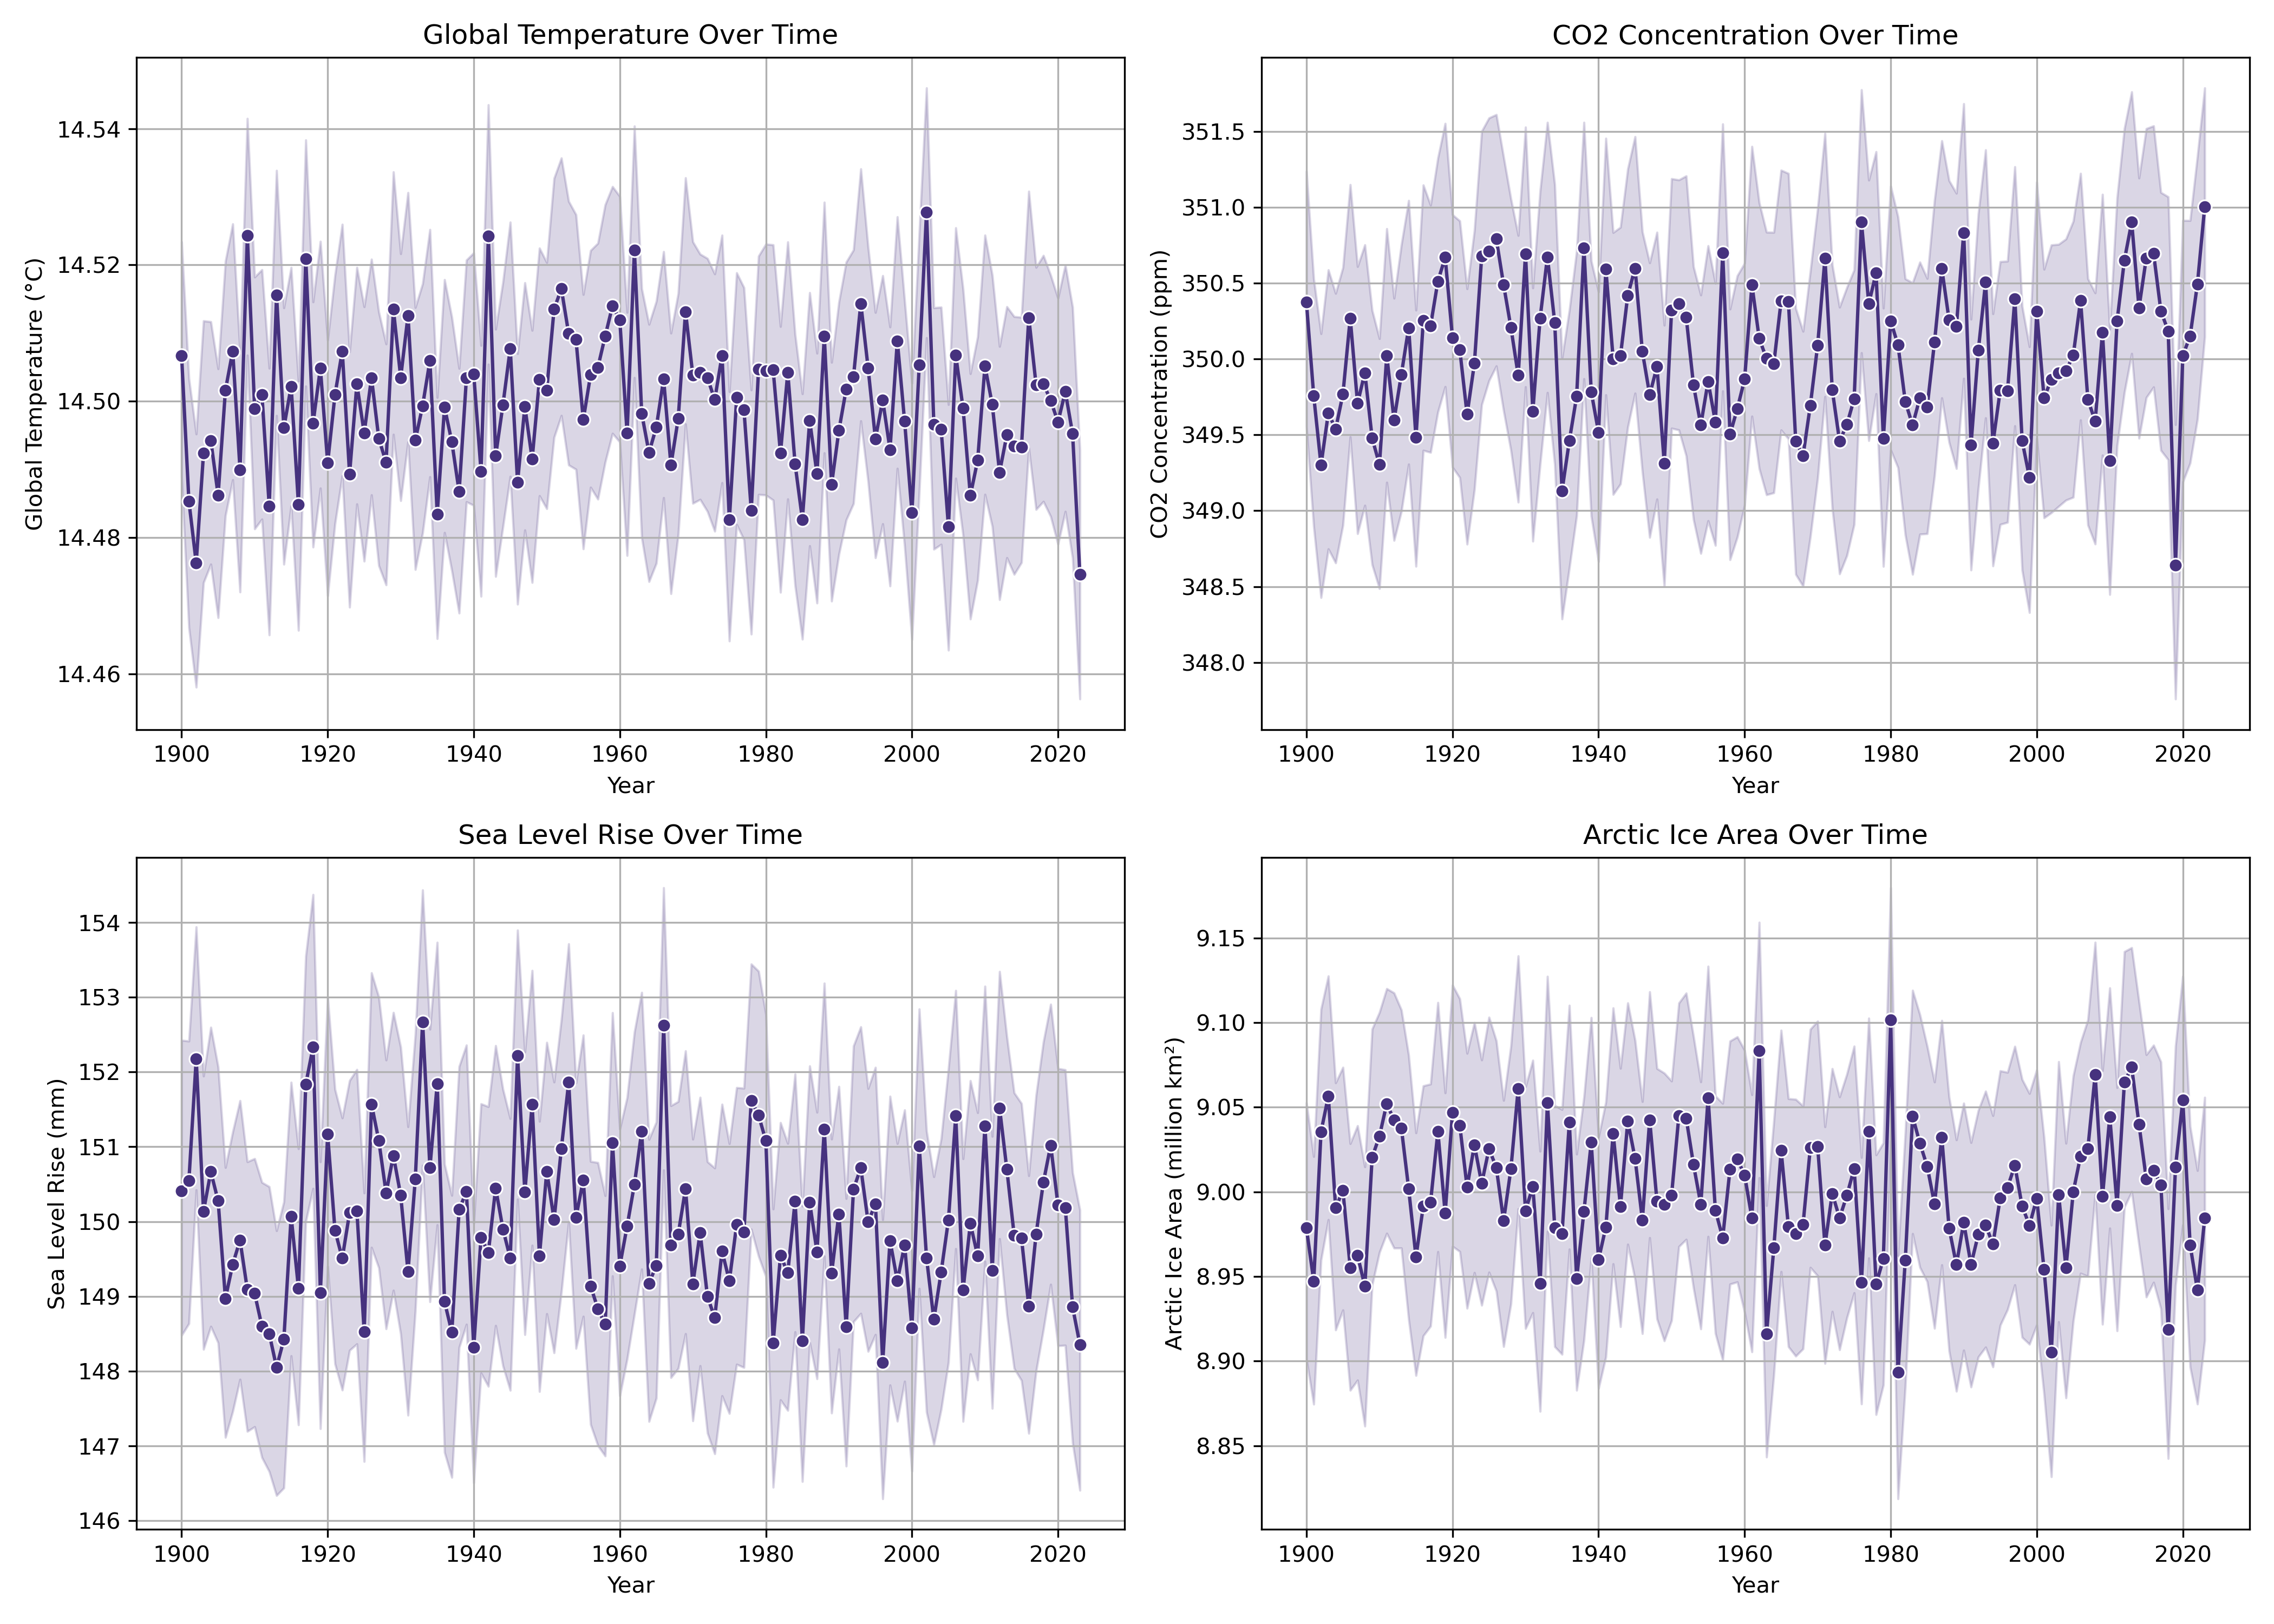 Global Temperature Over Time
Global Temperature (°C)
14.54
14.52
14.50
14.48
14.46
1900 1920 1940 1960 1980 2000 2020
Year
CO2 Concentration Over Time
CO2 Concentration (ppm)
351.5
351.0
350.5
350.0
349.5
349.0
348.5
348.0
1900 1920 1940 1960 1980 2000 2020
Year
Sea Level Rise Over Time
Sea Level Rise (mm)
154
153
152
151
150
149
148
147
146
1900 1920 1940 1960 1980 2000 2020
Year
Arctic Ice Area Over Time
Arctic Ice Area (million km²)
9.15
9.10
9.05
9.00
8.95
8.90
8.85
1900 1920 1940 1960 1980 2000 2020
Year